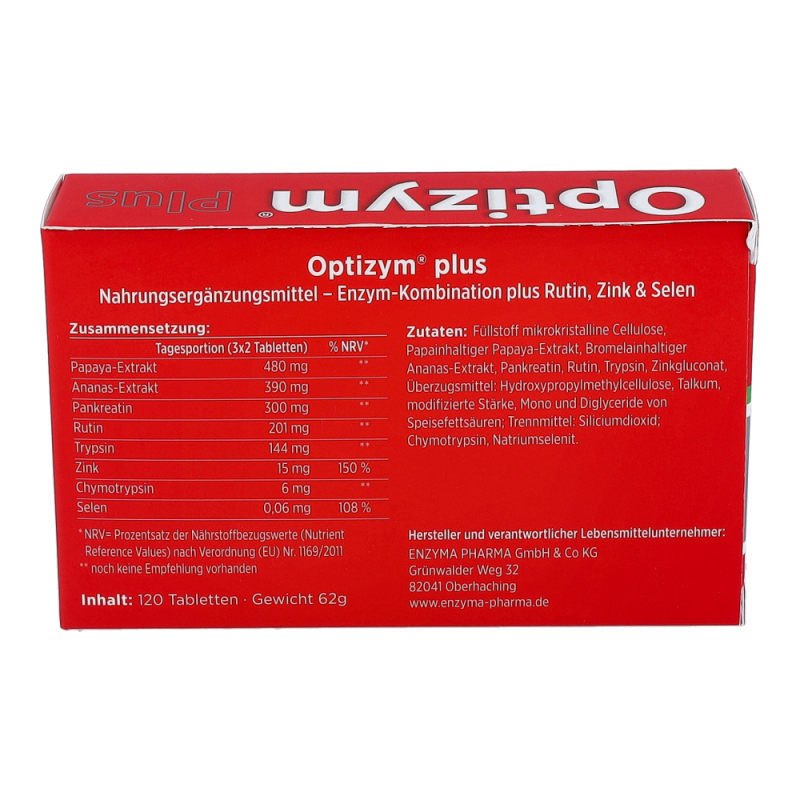 Optizym® Plus
Optizym® plus
Nahrungsergänzungsmittel – Enzym-Kombination plus Rutin, Zink & Selen
Zusammensetzung:
Tagesportion (3x2 Tabletten) % NRV*
Papaya-Extrakt 480 mg **
Ananas-Extrakt 390 mg **
Pankreatin 300 mg **
Rutin 201 mg **
Trypsin 144 mg **
Zink 15 mg 150 %
Chymotrypsin 6 mg **
Selen 0,06 mg 108 %
* NRV= Prozentsatz der Nährstoffbezugswerte (Nutrient
Reference Values) nach Verordnung (EU) Nr. 1169/2011
** noch keine Empfehlung vorhanden
Inhalt: 120 Tabletten · Gewicht 62g
Zutaten: Füllstoff mikrokristalline Cellulose,
Papainhaltiger Papaya-Extrakt, Bromelainhaltiger
Ananas-Extrakt, Pankreatin, Rutin, Trypsin, Zinkgluconat,
Überzugsmittel: Hydroxypropylmethylcellulose, Talkum,
modifizierte Stärke, Mono und Diglyceride von
Speisefettsäuren; Trennmittel: Siliciumdioxid;
Chymotrypsin, Natriumselenit.
Hersteller und verantwortlicher Lebensmittelunternehmer:
ENZYMA PHARMA GmbH & Co KG
Grünwalder Weg 32
82041 Oberhaching
www.enzyma-pharma.de